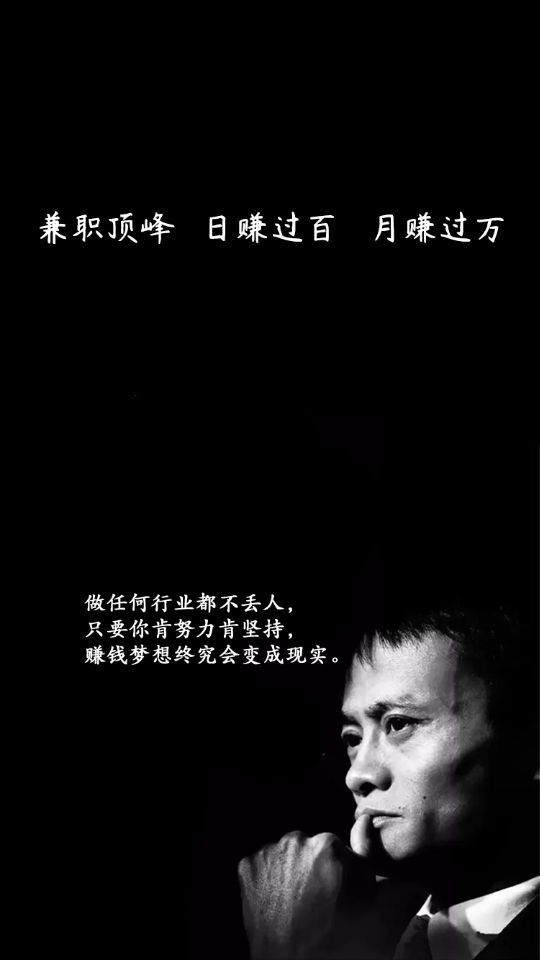 兼职顶峰 日赚过百 月赚过万
做任何行业都不丢人，
只要你肯努力肯坚持，
赚钱梦想终究会变成现实。